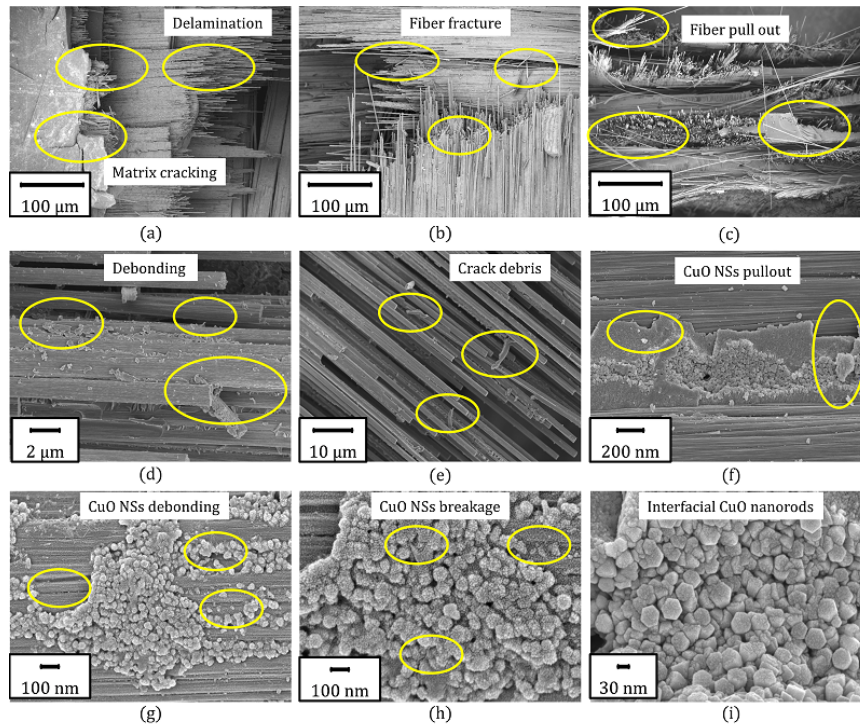 Delamination
Matrix cracking
100 μm
(a)
Fiber fracture
100 μm
(b)
Fiber pull out
100 μm
(c)
Debonding
2 μm
(d)
Crack debris
10 μm
(e)
CuO NSs pullout
200 nm
(f)
CuO NSs debonding
100 nm
(g)
CuO NSs breakage
100 nm
(h)
Interfacial CuO nanorods
30 nm
(i)